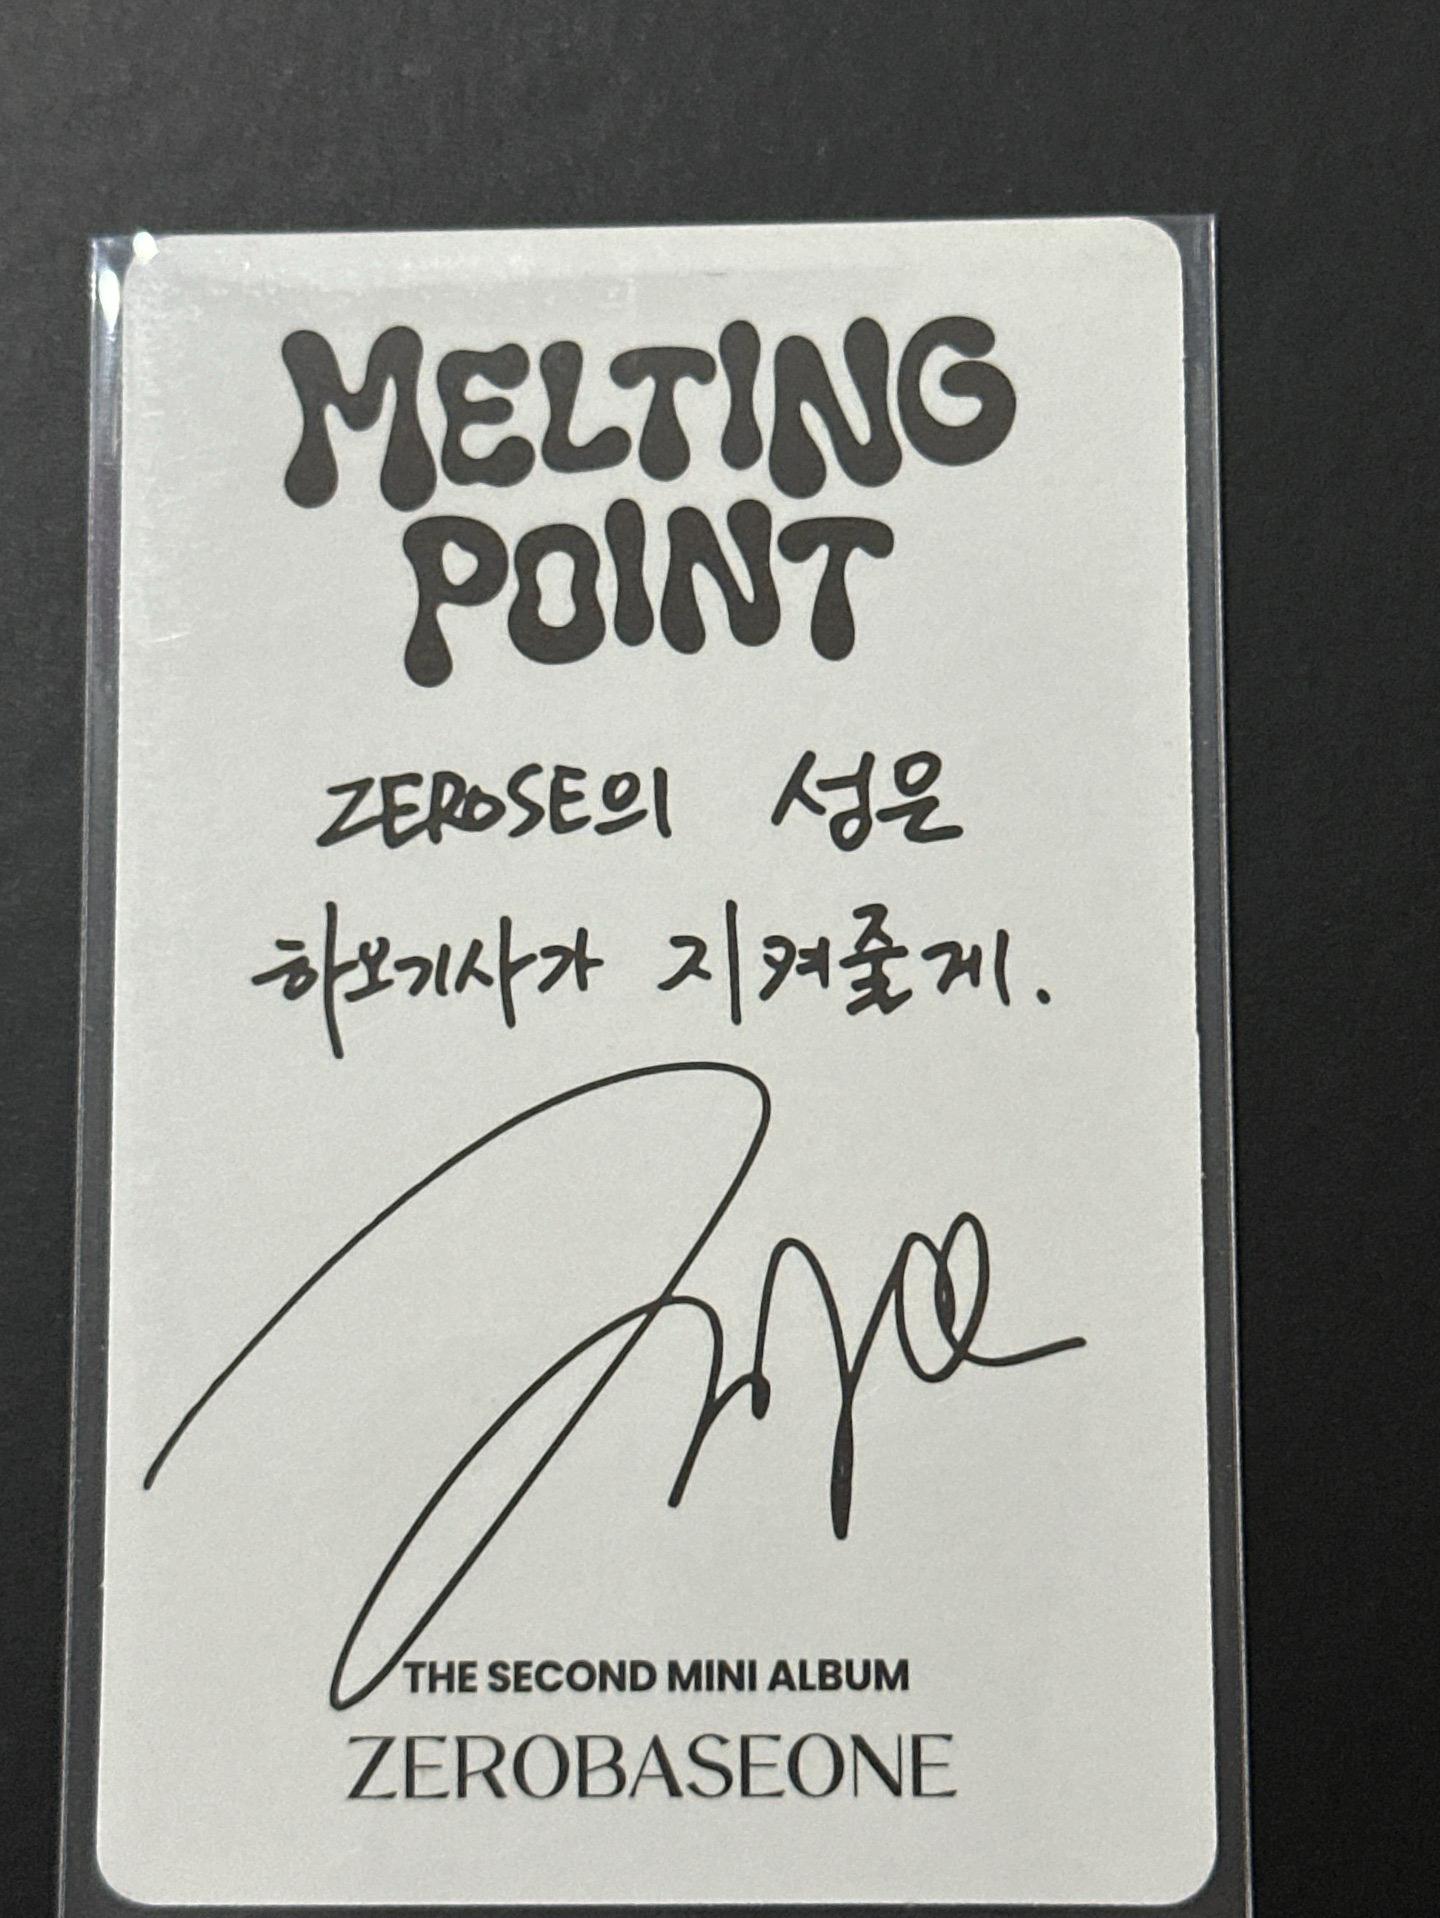 MELTING
POINT
ZEROSE의 성은
하오기사가 지켜줄게.
THE SECOND MINI ALBUM
ZEROBASEONE